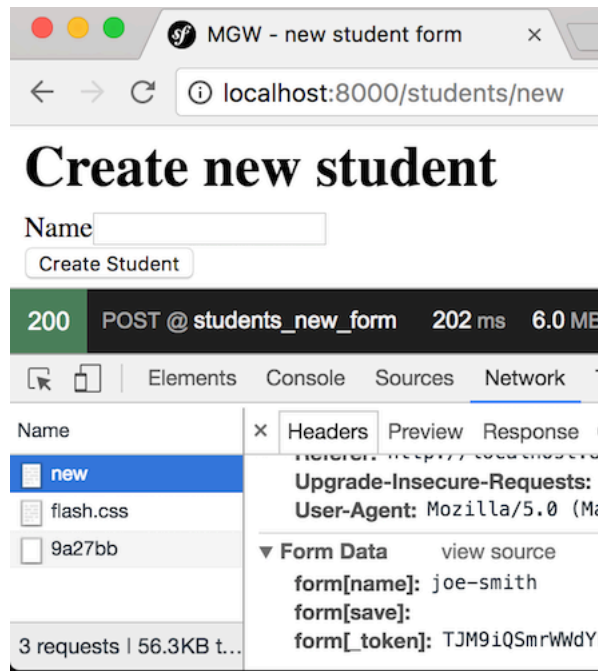 MGW - new student form
localhost:8000/students/new
Create new student
Name
Create Student
200 POST @ students_new_form 202 ms 6.0 MB
Elements Console Sources Network
Name
× Headers Preview Response
new
Upgrade-Insecure-Requests:
flash.css
User-Agent: Mozilla/5.0 (Ma
9a27bb
▼ Form Data view source
form[name]: joe-smith
form[save]:
form[_token]: TJM9iQSmrWWdY
3 requests | 56.3KB t...